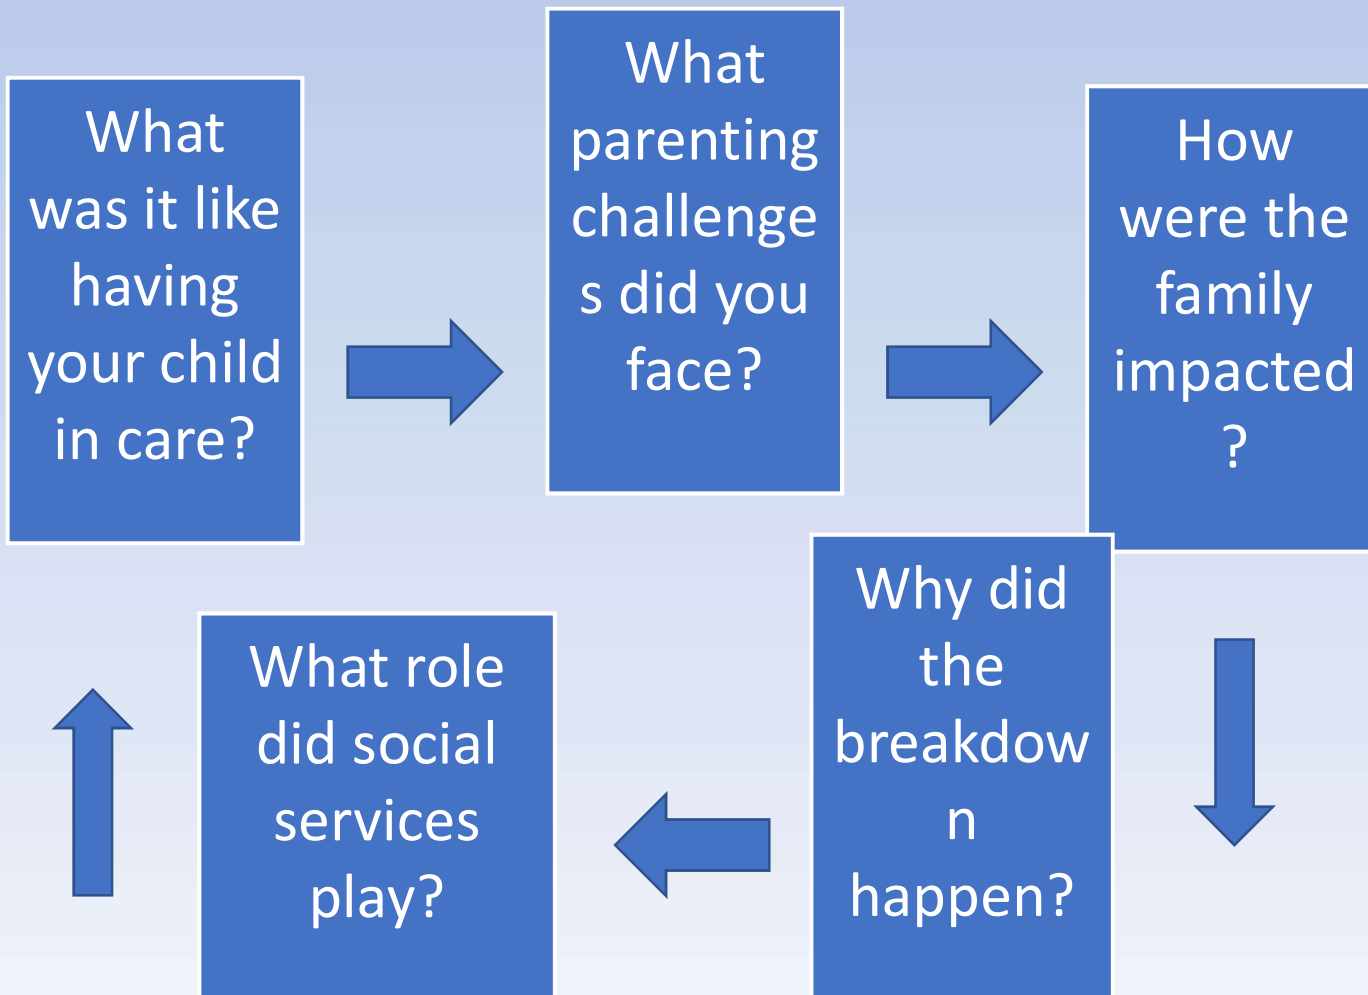 What
was it like
having
your child
in care?
What
parenting
challenge
s did you
face?
How
were the
family
impacted
?
Why did
the
breakdow
n
happen?
What role
did social
services
play?